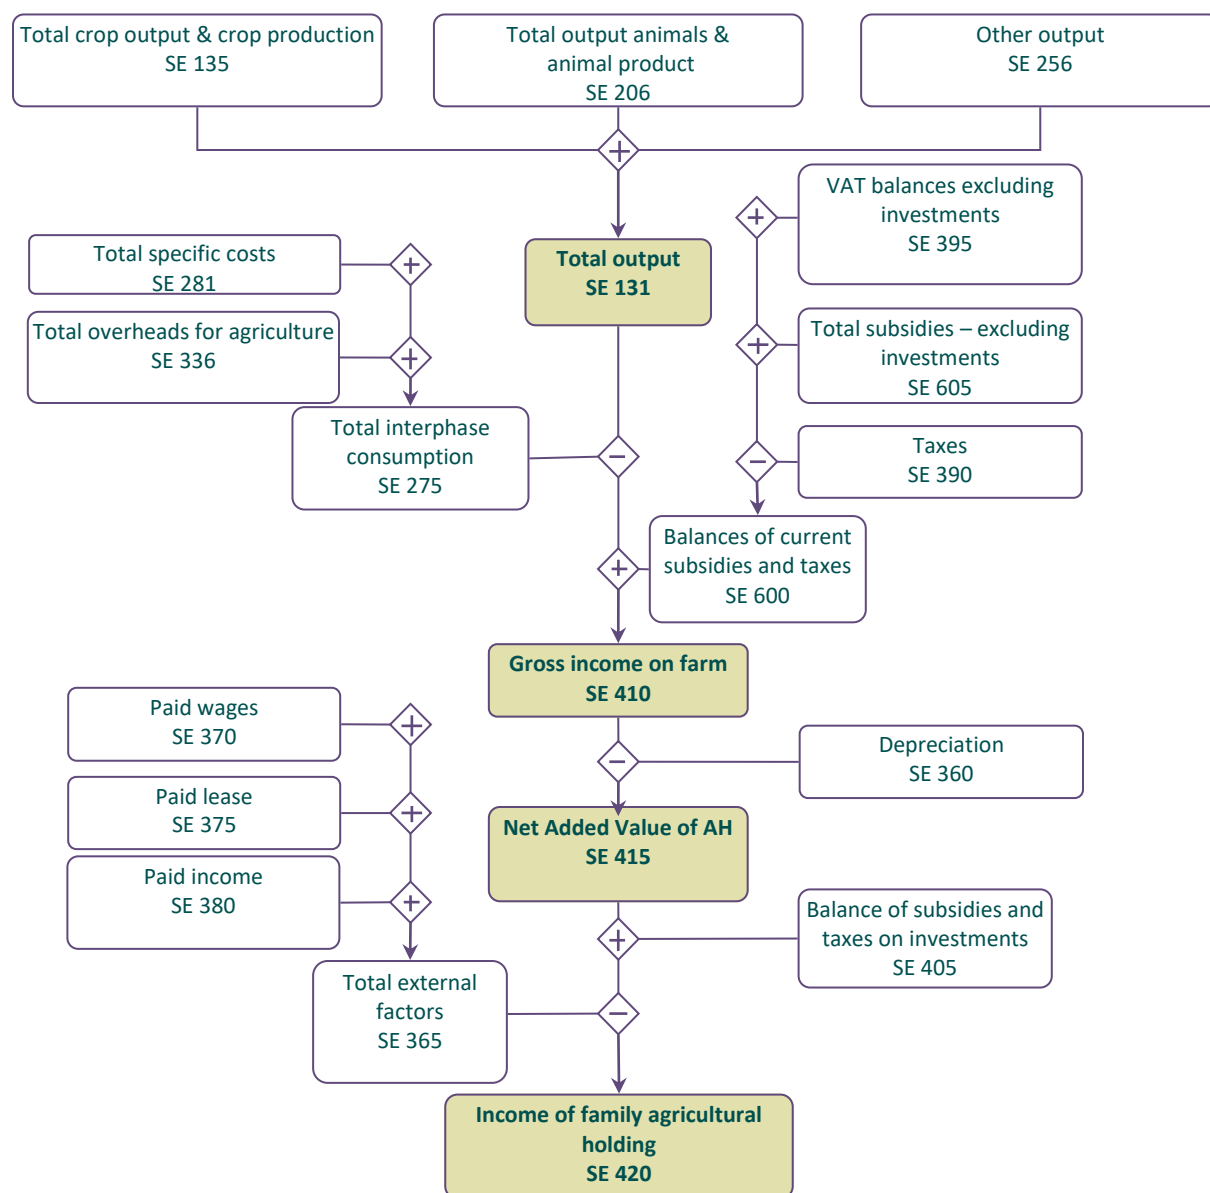 Total crop output & crop production
SE 135
Total output animals &
animal product
SE 206
Other output
SE 256
+
VAT balances excluding
investments
SE 395
+
Total specific costs
SE 281
+
Total output
SE 131
Total overheads for agriculture
SE 336
+
Total subsidies – excluding
investments
SE 605
+
Total interphase
consumption
SE 275
−
Taxes
SE 390
−
Balances of current
subsidies and taxes
SE 600
+
Gross income on farm
SE 410
Paid wages
SE 370
+
Depreciation
SE 360
−
Paid lease
SE 375
+
Net Added Value of AH
SE 415
Paid income
SE 380
+
Balance of subsidies and
taxes on investments
SE 405
+
Total external
factors
SE 365
−
Income of family agricultural
holding
SE 420